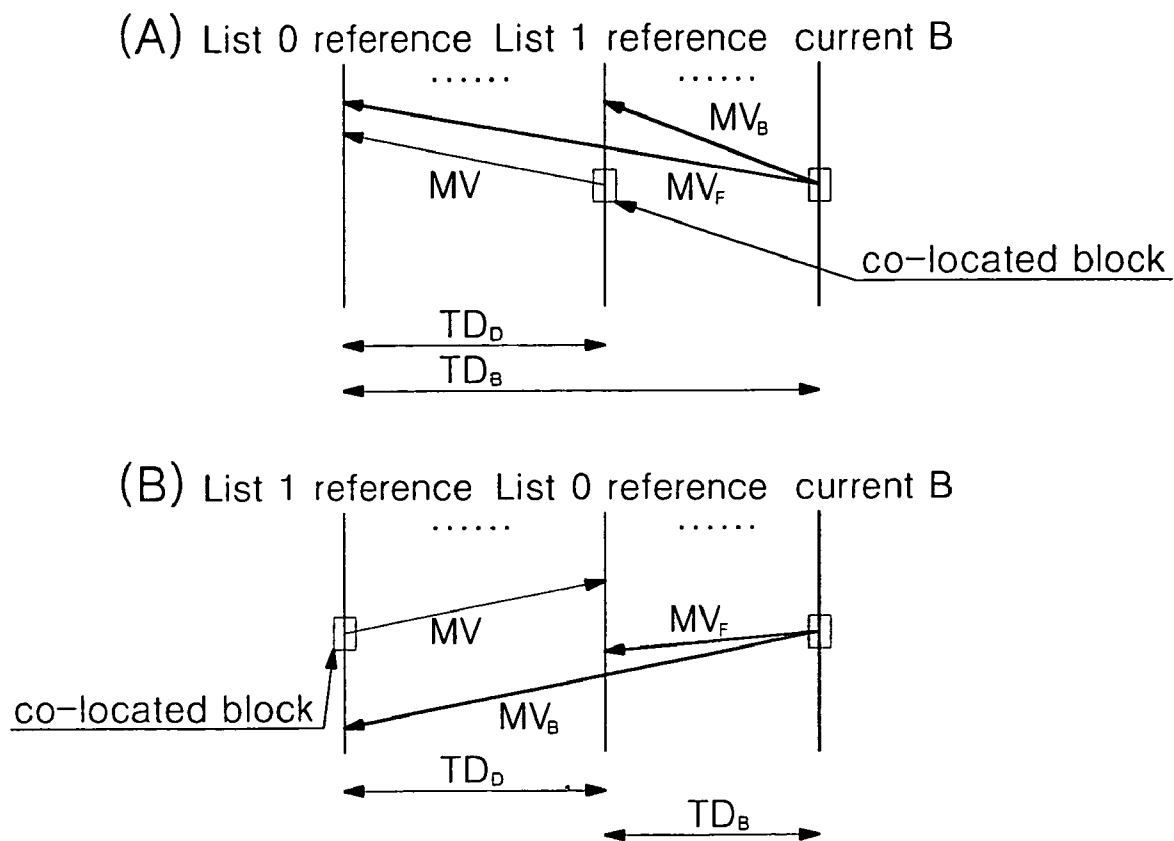 (A) List 0 reference List 1 reference current B
...... ......
MV_B
MV MV_F
co-located block
TD_D
TD_B
(B) List 1 reference List 0 reference current B
...... ......
MV MV_F
co-located block MV_B
TD_D
TD_B